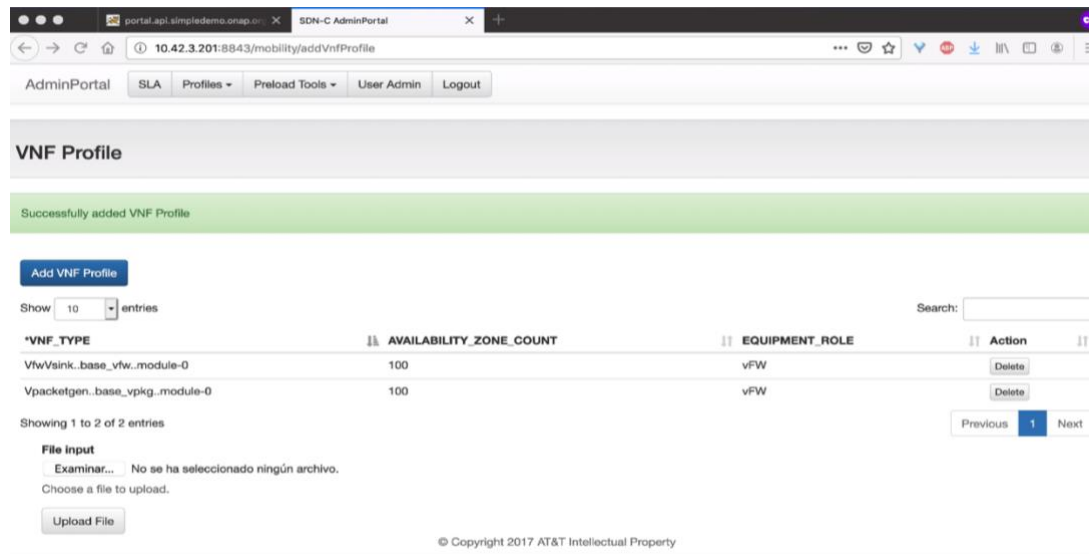 portal.api.simpledemo.onap.or
SDN-C AdminPortal
10.42.3.201:8843/mobility/addVnfProfile
AdminPortal SLA Profiles Preload Tools User Admin Logout
VNF Profile
Successfully added VNF Profile
Add VNF Profile
Show 10 entries
Search:
*VNF_TYPE AVAILABILITY_ZONE_COUNT EQUIPMENT_ROLE Action
VfwVsink..base_vfw..module-0 100 vFW Delete
Vpacketgen..base_vpkg..module-0 100 vFW Delete
Showing 1 to 2 of 2 entries
Previous 1 Next
File input
Examinar... No se ha seleccionado ningún archivo.
Choose a file to upload.
Upload File
© Copyright 2017 AT&T Intellectual Property